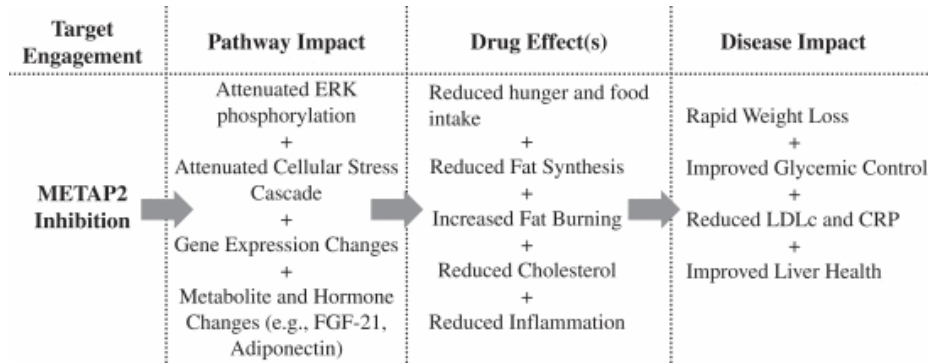 Target
Engagement
Pathway Impact
Drug Effect(s)
Disease Impact
METAP2
Inhibition
Attenuated ERK
phosphorylation
+
Attenuated Cellular Stress
Cascade
+
Gene Expression Changes
+
Metabolite and Hormone
Changes (e.g., FGF-21,
Adiponectin)
Reduced hunger and food
intake
+
Reduced Fat Synthesis
+
Increased Fat Burning
+
Reduced Cholesterol
+
Reduced Inflammation
Rapid Weight Loss
+
Improved Glycemic Control
+
Reduced LDLc and CRP
+
Improved Liver Health